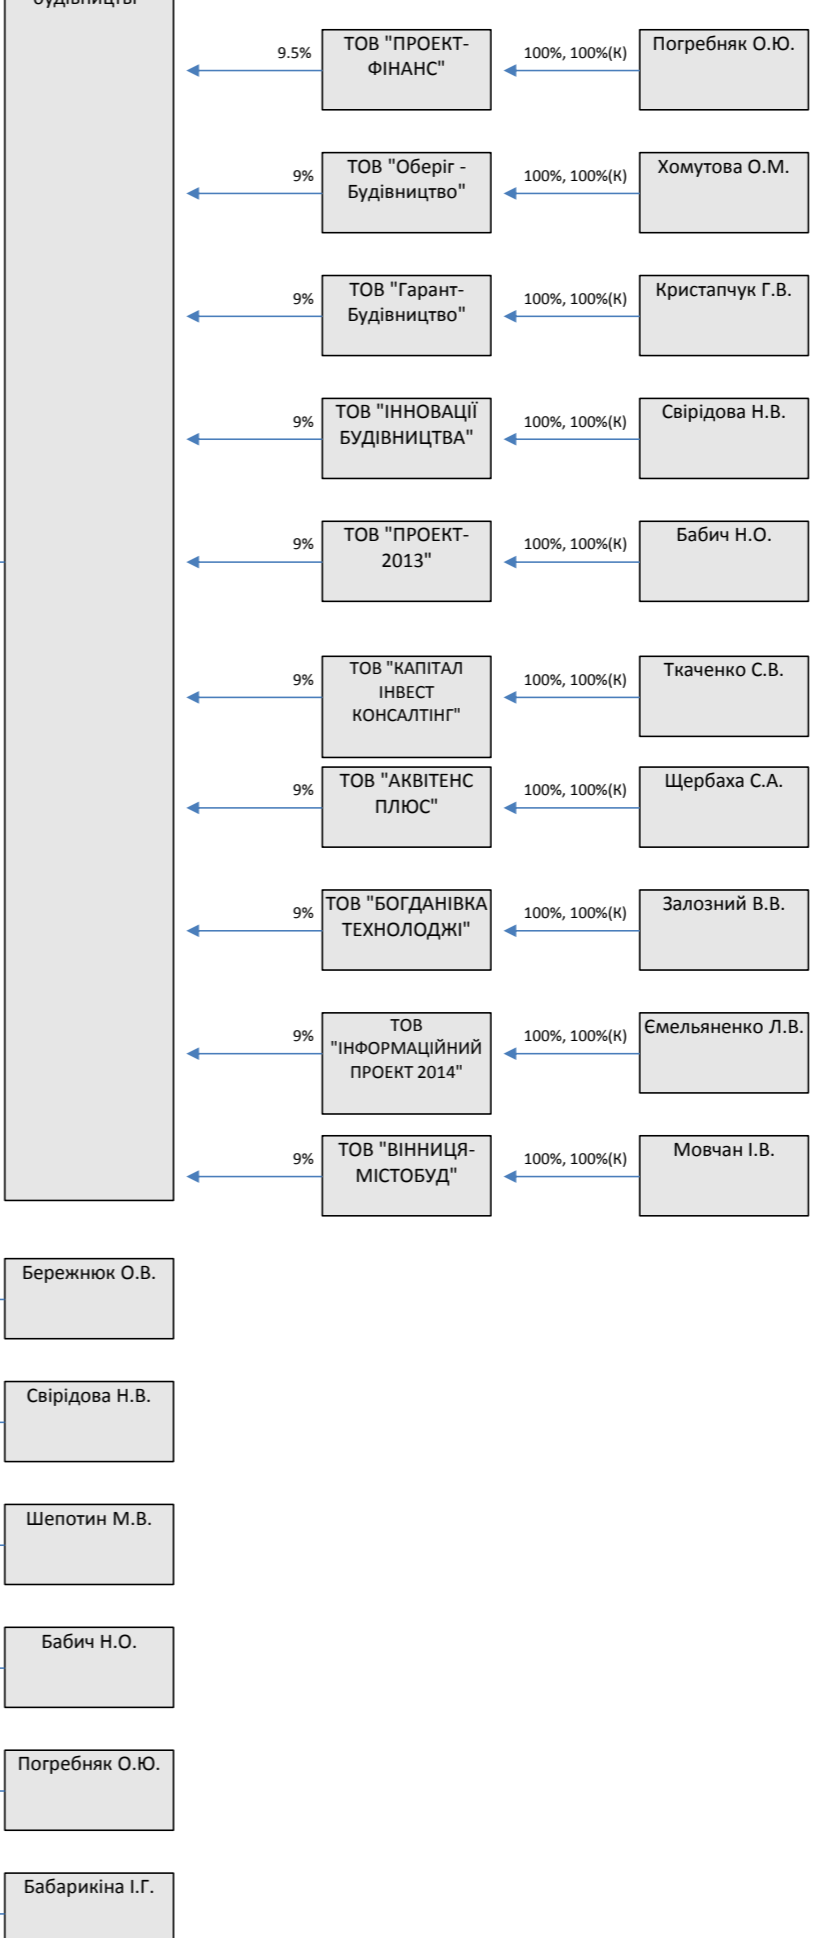 9.5%
ТОВ "ПРОЕКТ-
ФІНАНС"
100%, 100%(К)
Погребняк О.Ю.
9%
ТОВ "Оберіг -
Будівництво"
100%, 100%(К)
Хомутова О.М.
9%
ТОВ "Гарант-
Будівництво"
100%, 100%(К)
Кристапчук Г.В.
9%
ТОВ "ІННОВАЦІЇ
БУДІВНИЦТВА"
100%, 100%(К)
Свірідова Н.В.
9%
ТОВ "ПРОЕКТ-
2013"
100%, 100%(К)
Бабич Н.О.
9%
ТОВ "КАПІТАЛ
ІНВЕСТ
КОНСАЛТІНГ"
100%, 100%(К)
Ткаченко С.В.
9%
ТОВ "АКВІТЕНС
ПЛЮС"
100%, 100%(К)
Щербаха С.А.
9%
ТОВ "БОГДАНІВКА
ТЕХНОЛОДЖІ"
100%, 100%(К)
Залозний В.В.
9%
ТОВ
"ІНФОРМАЦІЙНИЙ
ПРОЕКТ 2014"
100%, 100%(К)
Ємельяненко Л.В.
9%
ТОВ "ВІННИЦЯ-
МІСТОБУД"
100%, 100%(К)
Мовчан І.В.
Бережнюк О.В.
Свірідова Н.В.
Шепотин М.В.
Бабич Н.О.
Погребняк О.Ю.
Бабарикіна І.Г.